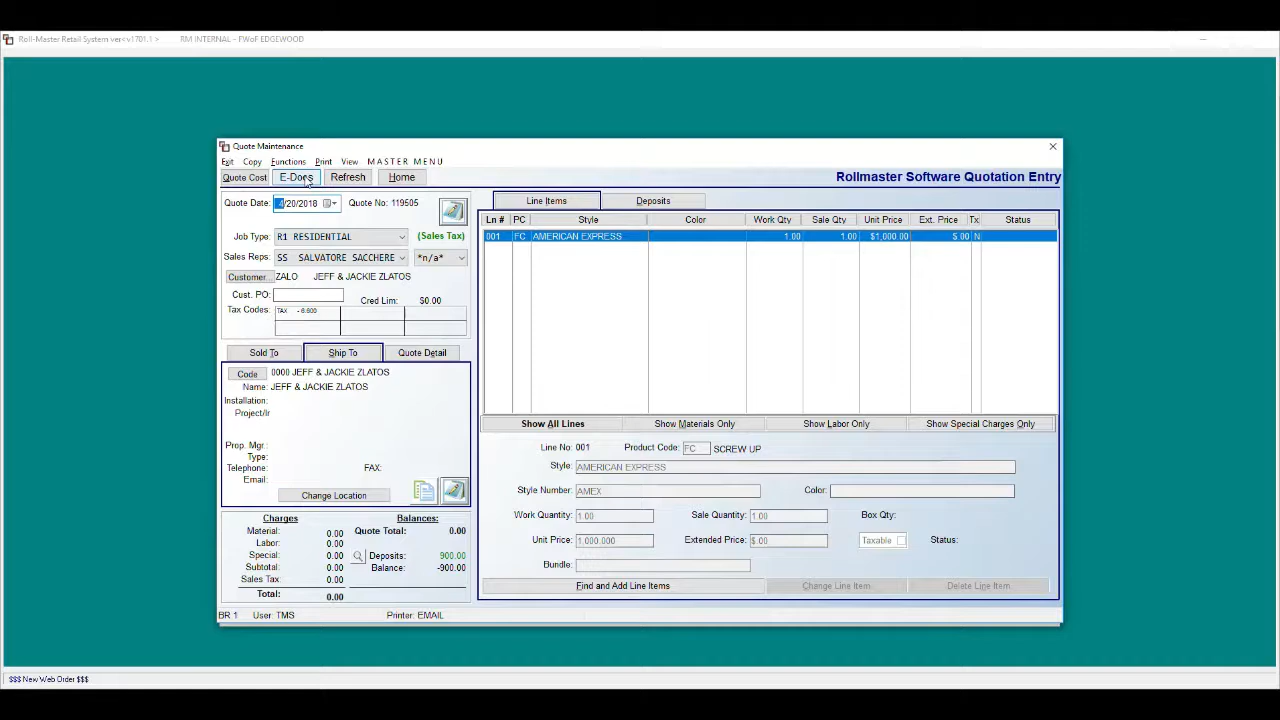 Roll-Master Retail System ver< v1701.1 > RM INTERNAL - FWoF EDGEWOOD
Quote Maintenance
Exit Copy Functions Print View MASTER MENU
Quote Cost E-Docs Refresh Home Rollmaster Software Quotation Entry
Quote Date: 4/20/2018 Quote No: 119505
Job Type: R1 RESIDENTIAL (Sales Tax)
Sales Reps: SS SALVATORE SACCHERE *n/a*
Customer... ZALO JEFF & JACKIE ZLATOS
Cust. PO: Cred Lim: $0.00
Tax Codes: TAX - 6.600
Sold To Ship To Quote Detail
Code 0000 JEFF & JACKIE ZLATOS
Name: JEFF & JACKIE ZLATOS
Installation:
Project/Ir
Prop. Mgr.:
Type:
Telephone: FAX:
Email:
Change Location
Charges Balances:
Material: 0.00 Quote Total: 0.00
Labor: 0.00
Special: 0.00 Deposits: 900.00
Subtotal: 0.00 Balance: -900.00
Sales Tax: 0.00
Total: 0.00
Line Items Deposits
Ln # PC Style Color Work Qty Sale Qty Unit Price Ext. Price Tx Status
001 FC AMERICAN EXPRESS 1.00 1.00 $1,000.00 $.00 N
Show All Lines Show Materials Only Show Labor Only Show Special Charges Only
Line No: 001 Product Code: FC SCREW UP
Style: AMERICAN EXPRESS
Style Number: AMEX Color:
Work Quantity: 1.00 Sale Quantity: 1.00 Box Qty:
Unit Price: 1,000.000 Extended Price: $.00 Taxable Status:
Bundle:
Find and Add Line Items Change Line Item Delete Line Item
BR 1 User: TMS Printer: EMAIL
$$$ New Web Order $$$